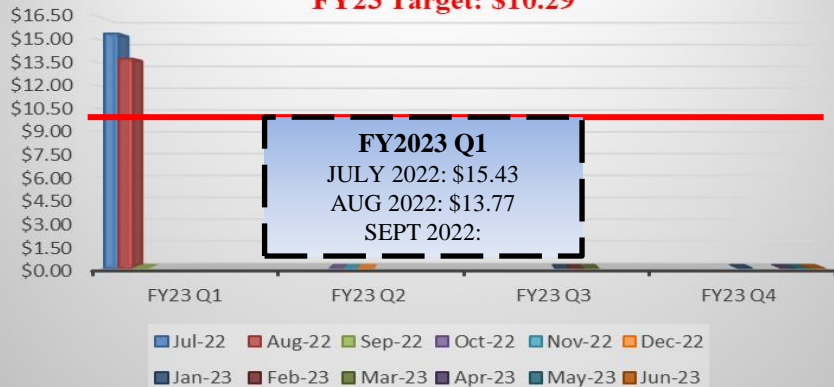 FY23 Target: $10.29
$16.50
$15.00
$13.50
$12.00
$10.50
$9.00
$7.50
$6.00
$4.50
$3.00
$1.50
$0.00
FY2023 Q1
JULY 2022: $15.43
AUG 2022: $13.77
SEPT 2022:
FY23 Q1 FY23 Q2 FY23 Q3 FY23 Q4
Jul-22 Aug-22 Sep-22 Oct-22 Nov-22 Dec-22
Jan-23 Feb-23 Mar-23 Apr-23 May-23 Jun-23